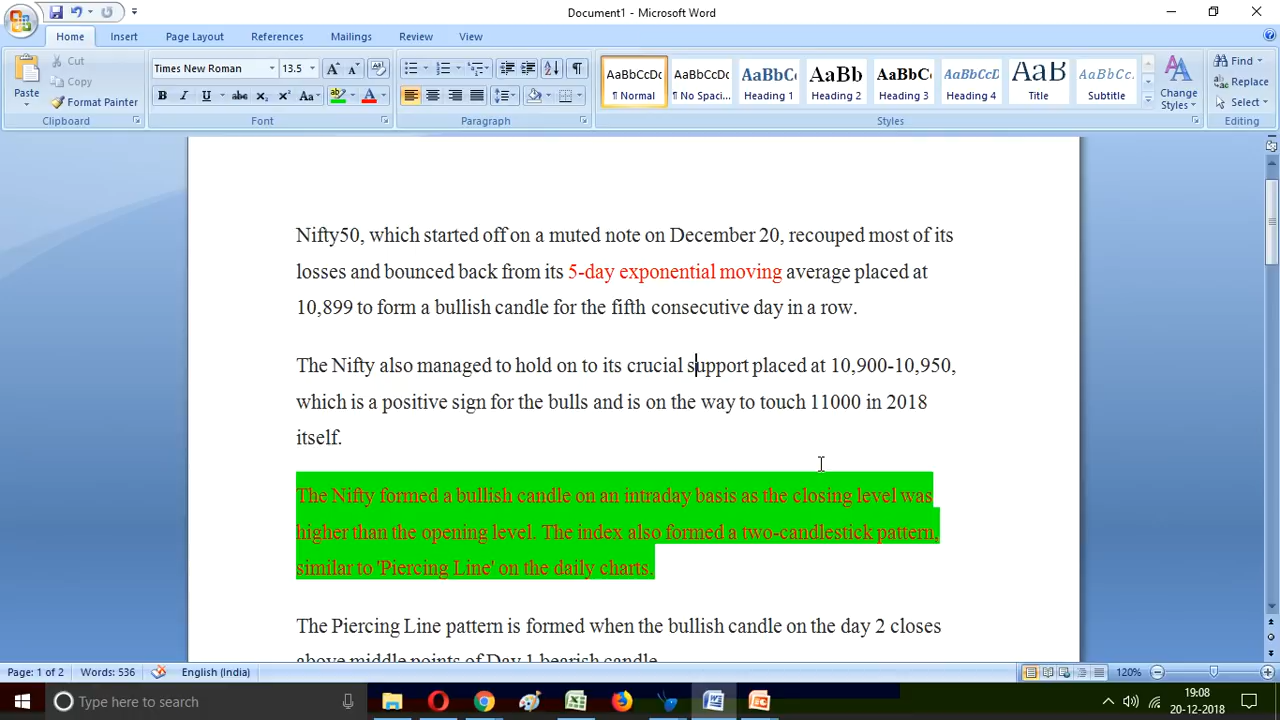 Document1 - Microsoft Word
Home Insert Page Layout References Mailings Review View
Paste
Cut
Copy
Format Painter
Clipboard
Times New Roman 13.5
Font
Paragraph
AaBbCcDc AaBbCcDc AaBbC AaBb AaBbC AaBbCcD AaB AaBbCc.
¶ Normal ¶ No Spaci... Heading 1 Heading 2 Heading 3 Heading 4 Title Subtitle
Change
Styles
Styles
Find
Replace
Select
Editing
Nifty50, which started off on a muted note on December 20, recouped most of its
losses and bounced back from its 5-day exponential moving average placed at
10,899 to form a bullish candle for the fifth consecutive day in a row.
The Nifty also managed to hold on to its crucial support placed at 10,900-10,950,
which is a positive sign for the bulls and is on the way to touch 11000 in 2018
itself.
The Nifty formed a bullish candle on an intraday basis as the closing level was
higher than the opening level. The index also formed a two-candlestick pattern,
similar to 'Piercing Line' on the daily charts.
The Piercing Line pattern is formed when the bullish candle on the day 2 closes
above middle points of Day 1 bearish candle
Page: 1 of 2 Words: 536 English (India) 120%
Type here to search
19:08
20-12-2018